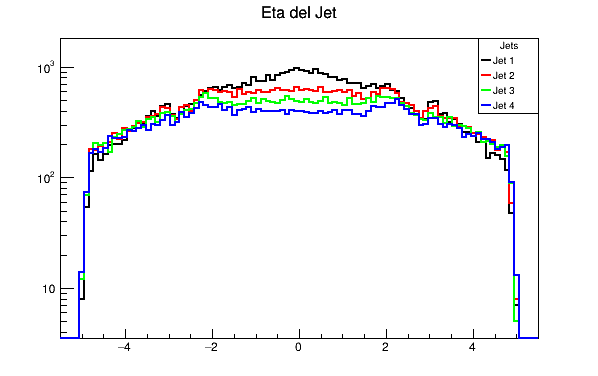 Eta del Jet
Jets
Jet 1
Jet 2
Jet 3
Jet 4
10³
10²
10
−4 −2 0 2 4